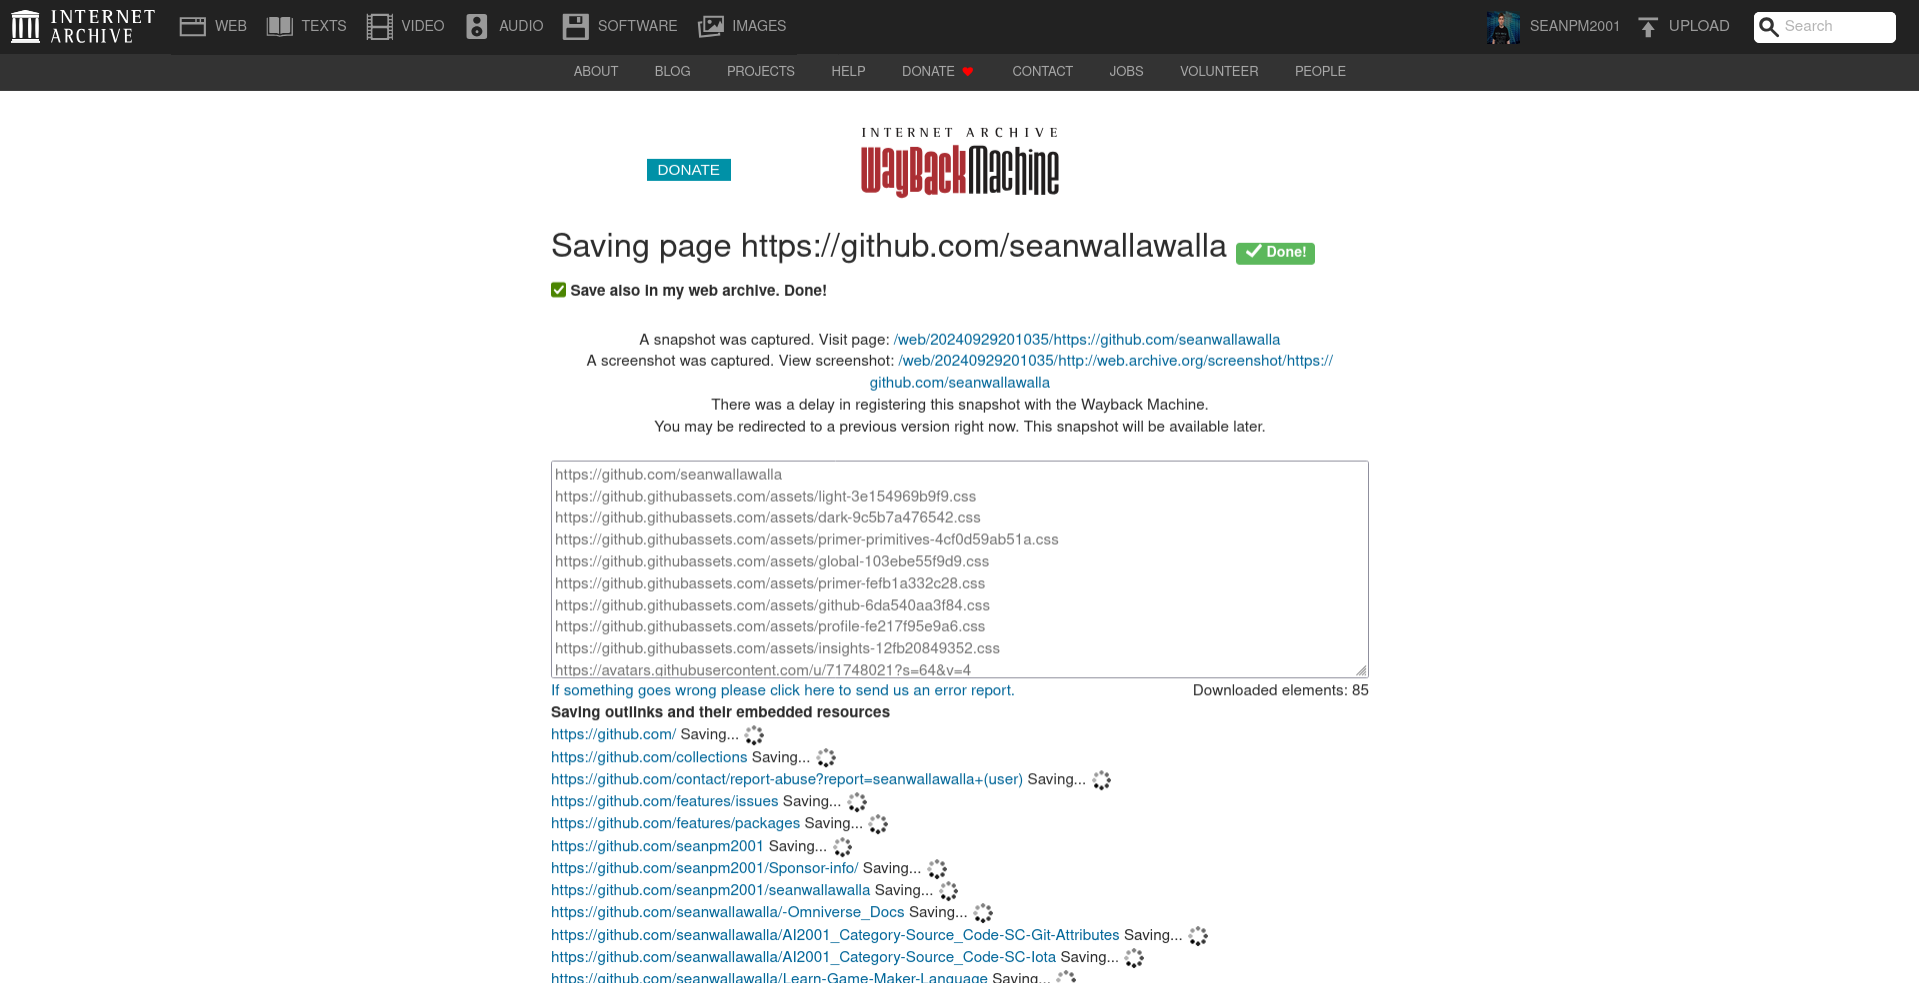 INTERNET ARCHIVE
WEB TEXTS VIDEO AUDIO SOFTWARE IMAGES SEANPM2001 UPLOAD Search
ABOUT BLOG PROJECTS HELP DONATE CONTACT JOBS VOLUNTEER PEOPLE
INTERNET ARCHIVE
WayBackMachine
DONATE
Saving page https://github.com/seanwallawalla Done!
Save also in my web archive. Done!
A snapshot was captured. Visit page: /web/20240929201035/https://github.com/seanwallawalla
A screenshot was captured. View screenshot: /web/20240929201035/http://web.archive.org/screenshot/https://
github.com/seanwallawalla
There was a delay in registering this snapshot with the Wayback Machine.
You may be redirected to a previous version right now. This snapshot will be available later.
https://github.com/seanwallawalla
https://github.githubassets.com/assets/light-3e154969b9f9.css
https://github.githubassets.com/assets/dark-9c5b7a476542.css
https://github.githubassets.com/assets/primer-primitives-4cf0d59ab51a.css
https://github.githubassets.com/assets/global-103ebe55f9d9.css
https://github.githubassets.com/assets/primer-fefb1a332c28.css
https://github.githubassets.com/assets/github-6da540aa3f84.css
https://github.githubassets.com/assets/profile-fe217f95e9a6.css
https://github.githubassets.com/assets/insights-12fb20849352.css
https://avatars.githubusercontent.com/u/71748021?s=64&v=4
If something goes wrong please click here to send us an error report. Downloaded elements: 85
Saving outlinks and their embedded resources
https://github.com/ Saving...
https://github.com/collections Saving...
https://github.com/contact/report-abuse?report=seanwallawalla+(user) Saving...
https://github.com/features/issues Saving...
https://github.com/features/packages Saving...
https://github.com/seanpm2001 Saving...
https://github.com/seanpm2001/Sponsor-info/ Saving...
https://github.com/seanpm2001/seanwallawalla Saving...
https://github.com/seanwallawalla/-Omniverse_Docs Saving...
https://github.com/seanwallawalla/AI2001_Category-Source_Code-SC-Git-Attributes Saving...
https://github.com/seanwallawalla/AI2001_Category-Source_Code-SC-Iota Saving...
https://github.com/seanwallawalla/Learn-Game-Maker-Language Saving...